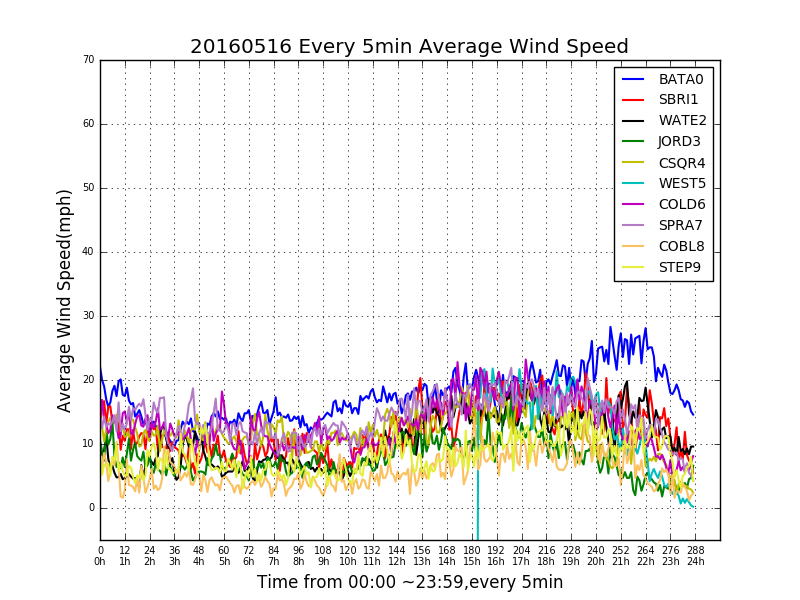 20160516 Every 5min Average Wind Speed
70
60
50
40
30
20
10
0
Average Wind Speed(mph)
BATA0
SBRI1
WATE2
JORD3
CSQR4
WEST5
COLD6
SPRA7
COBL8
STEP9
0 12 24 36 48 60 72 84 96 108 120 132 144 156 168 180 192 204 216 228 240 252 264 276 288
0h 1h 2h 3h 4h 5h 6h 7h 8h 9h 10h 11h 12h 13h 14h 15h 16h 17h 18h 19h 20h 21h 22h 23h 24h
Time from 00:00 ~23:59,every 5min